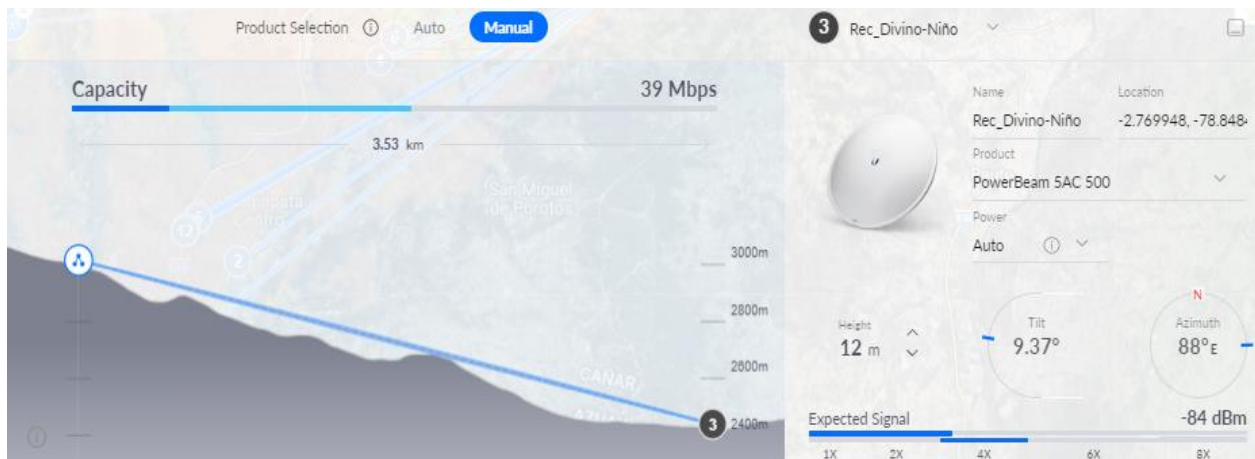 Product Selection Auto Manual
3 Rec_Divino-Niño
Capacity 39 Mbps
3.53 km
San Miguel
de Porotos
12
2
3000m
2800m
2600m
2400m
CAÑAR
3
Name Location
Rec_Divino-Niño -2.769948, -78.848
Product
PowerBeam 5AC 500
Power
Auto
Height
12 m
Tilt
9.37°
N
Azimuth
88° E
Expected Signal -84 dBm
1X 2X 4X 6X 8X